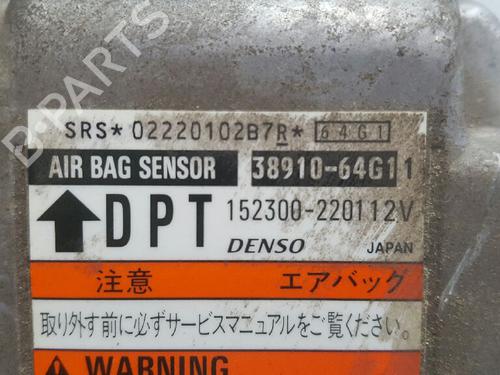 SRS* 02220102B7R* 64G1
AIR BAG SENSOR 38910-64G11
DPT 152300-220112V
DENSO JAPAN
注意 エアバッグ
取り外す前に必ずサービスマニュアルをご覧ください。
WARNING
B-PARTS